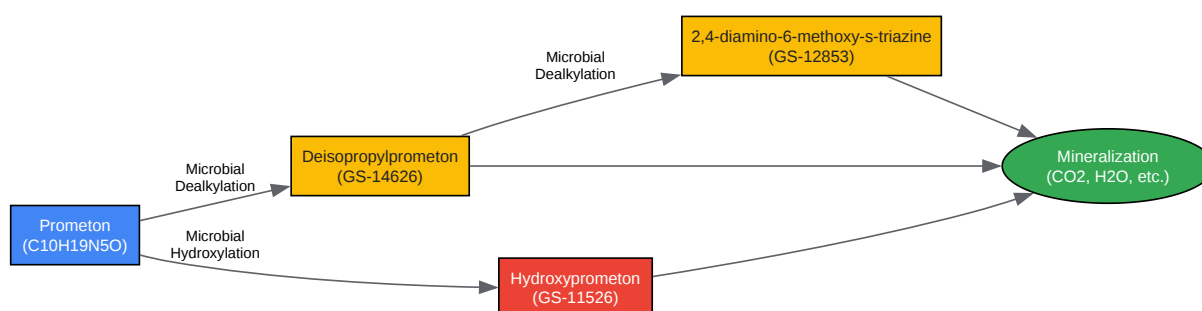 2,4-diamino-6-methoxy-s-triazine
(GS-12853)
Microbial
Dealkylation
Deisopropylprometon
(GS-14626)
Mineralization
(CO2, H2O, etc.)
Microbial
Dealkylation
Prometon
(C10H19N5O)
Microbial
Hydroxylation
Hydroxyprometon
(GS-11526)